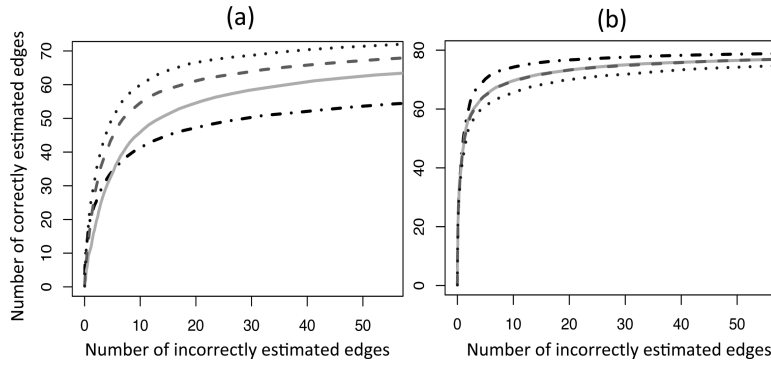 (a)
Number of correctly estimated edges
70
60
50
40
30
20
10
0
0 10 20 30 40 50
Number of incorrectly estimated edges
(b)
80
60
40
20
0
0 10 20 30 40 50
Number of incorrectly estimated edges